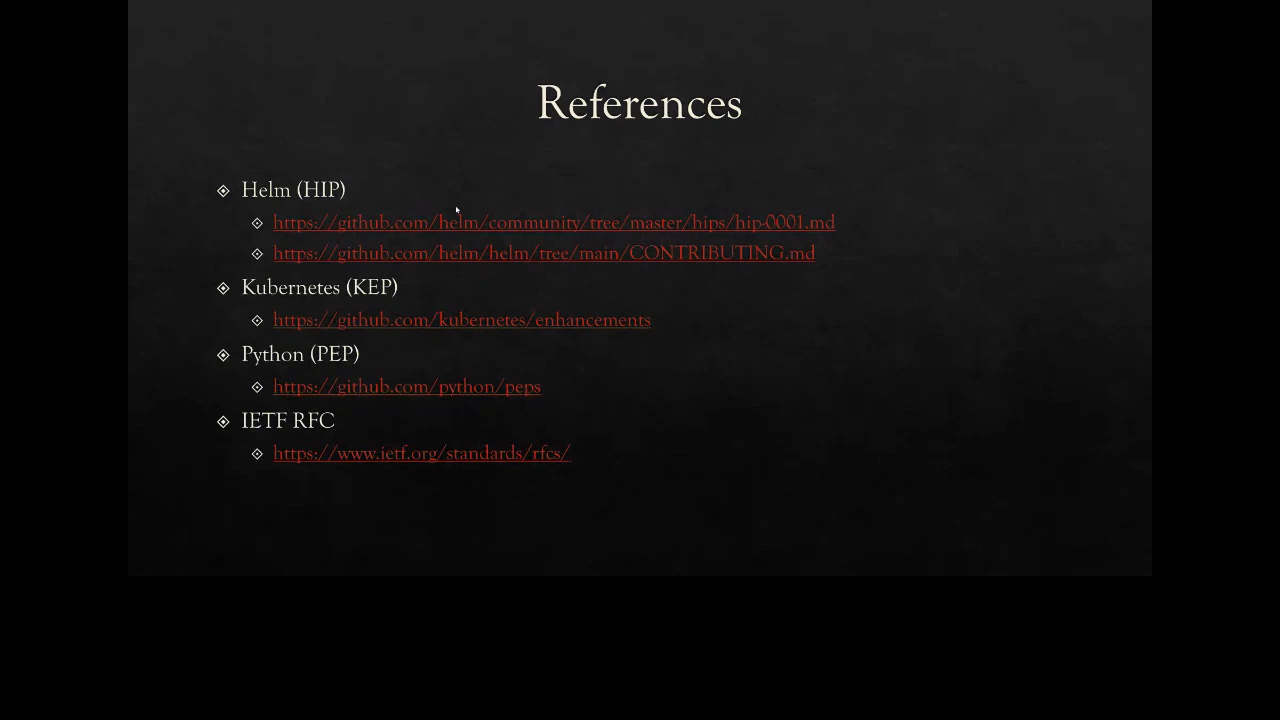 References
Helm (HIP)
https://github.com/helm/community/tree/master/hips/hip-0001.md
https://github.com/helm/helm/tree/main/CONTRIBUTING.md
Kubernetes (KEP)
https://github.com/kubernetes/enhancements
Python (PEP)
https://github.com/python/peps
IETF RFC
https://www.ietf.org/standards/rfcs/